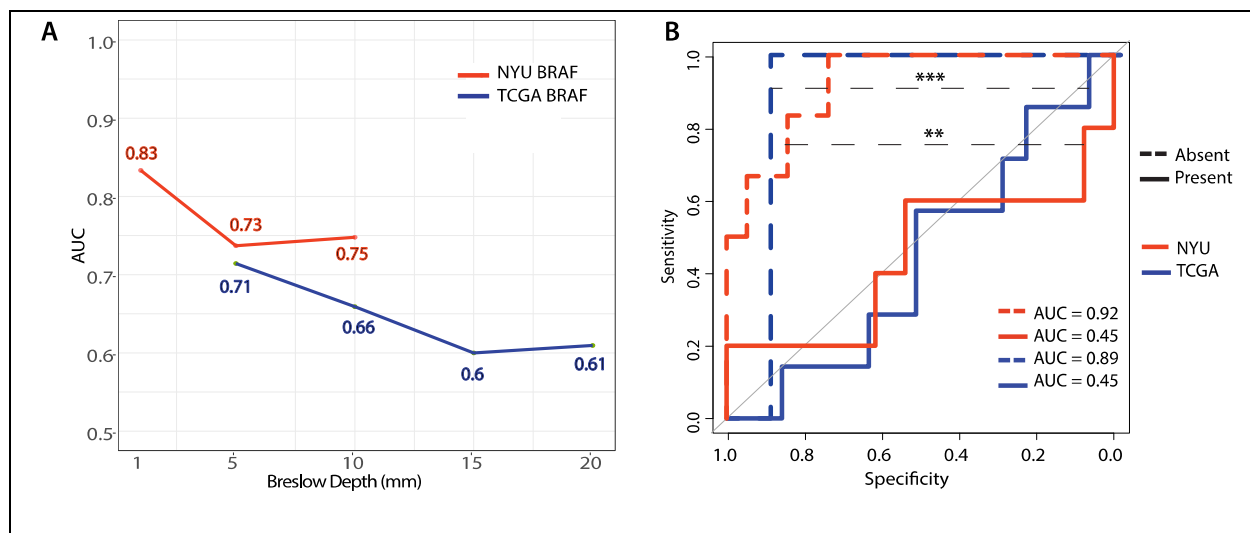 A
1.0
0.9
0.8
0.7
0.6
0.5
AUC
NYU BRAF
TCGA BRAF
0.83
0.73
0.75
0.71
0.66
0.6
0.61
1
5
10
15
20
Breslow Depth (mm)
B
1.0
0.8
0.6
0.4
0.2
0.0
Sensitivity
***
**
AUC = 0.92
AUC = 0.45
AUC = 0.89
AUC = 0.45
1.0
0.8
0.6
0.4
0.2
0.0
Specificity
Absent
Present
NYU
TCGA